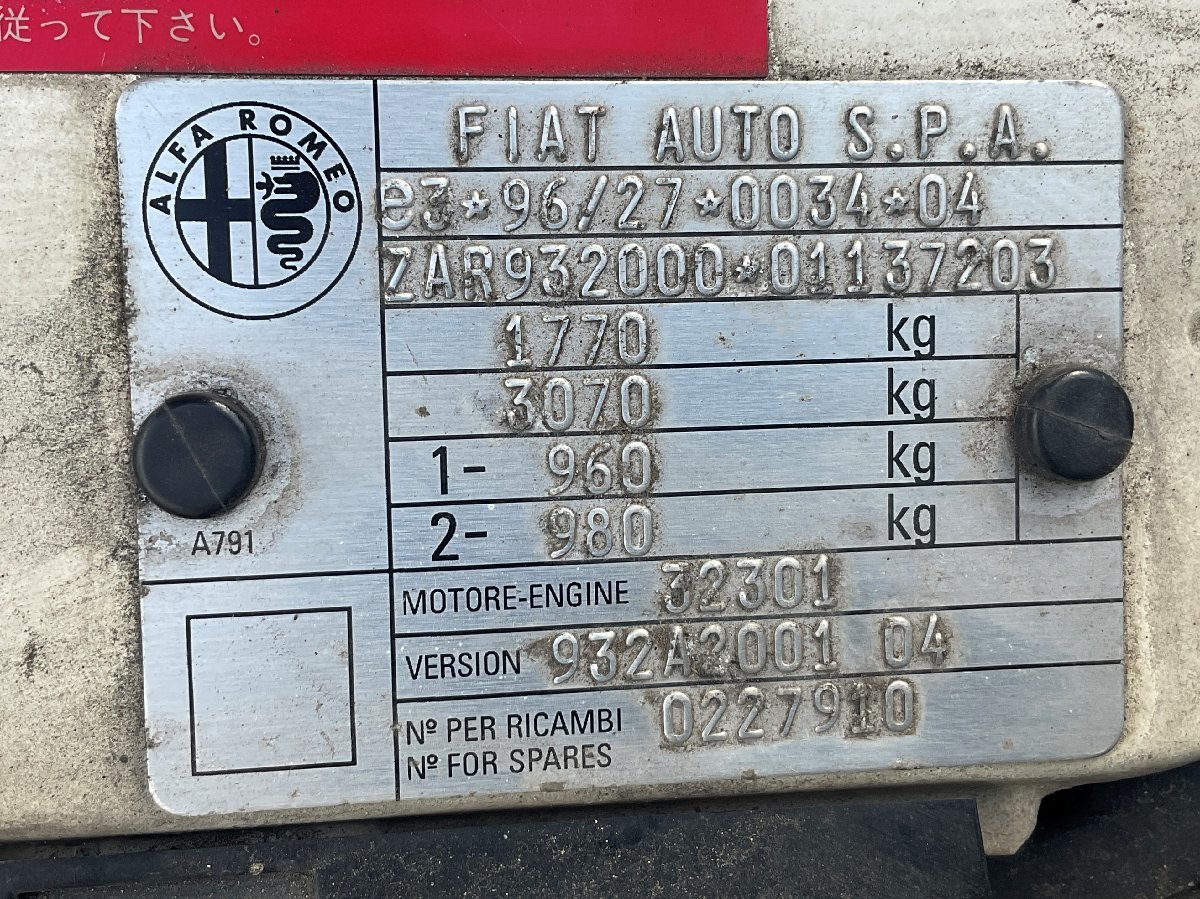 従って下さい。
ALFA ROMEO
FIAT AUTO S.P.A.
e3*96/27*0034*04
ZAR932000*01137203
1770 kg
3070 kg
1- 960 kg
2- 980 kg
A791
MOTORE-ENGINE 32301
VERSION 932A2001 04
Nº PER RICAMBI 0227910
Nº FOR SPARES